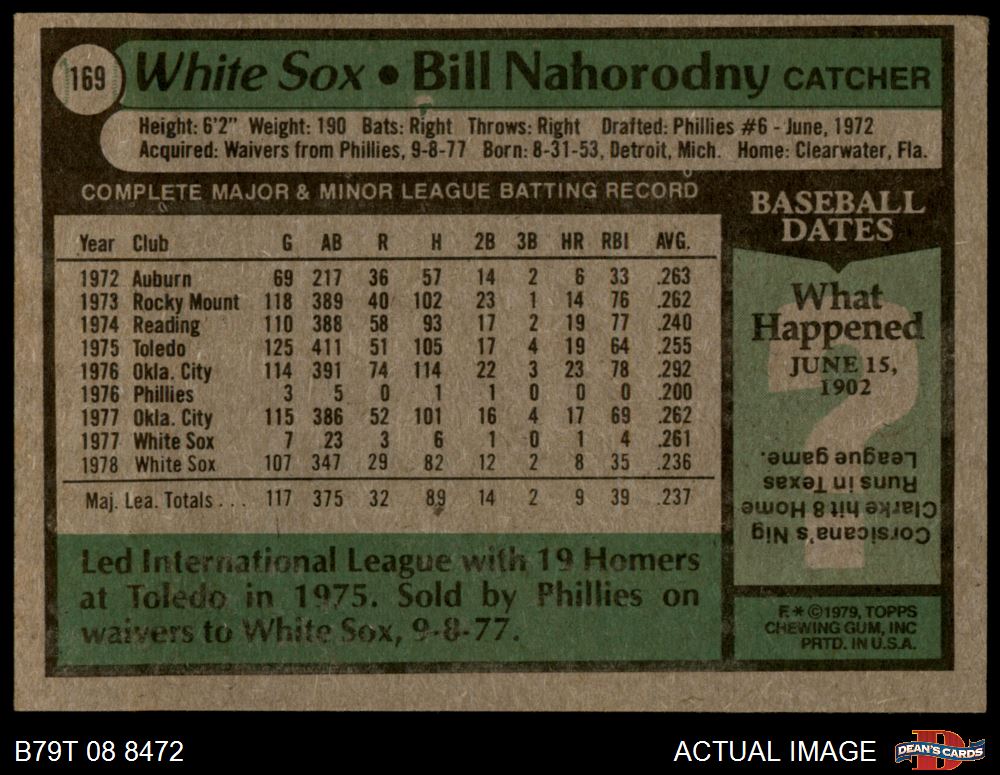 169 White Sox • Bill Nahorodny CATCHER
Height: 6'2" Weight: 190 Bats: Right Throws: Right Drafted: Phillies #6 - June, 1972
Acquired: Waivers from Phillies, 9-8-77 Born: 8-31-53, Detroit, Mich. Home: Clearwater, Fla.
COMPLETE MAJOR & MINOR LEAGUE BATTING RECORD
Year Club G AB R H 2B 3B HR RBI AVG.
1972 Auburn 69 217 36 57 14 2 6 33 .263
1973 Rocky Mount 118 389 40 102 23 1 14 76 .262
1974 Reading 110 388 58 93 17 2 19 77 .240
1975 Toledo 125 411 51 105 17 4 19 64 .255
1976 Okla. City 114 391 74 114 22 3 23 78 .292
1976 Phillies 3 5 0 1 1 0 0 0 .200
1977 Okla. City 115 386 52 101 16 4 17 69 .262
1977 White Sox 7 23 3 6 1 0 1 4 .261
1978 White Sox 107 347 29 82 12 2 8 35 .236
Maj. Lea. Totals . . . 117 375 32 89 14 2 9 39 .237
Led International League with 19 Homers
at Toledo in 1975. Sold by Phillies on
waivers to White Sox, 9-8-77.
BASEBALL
DATES
What
Happened
JUNE 15,
1902
?
Corsicana's Nig
Clarke hit 8 Home
Runs in Texas
League game.
F. * ©1979, TOPPS
CHEWING GUM, INC
PRTD. IN U.S.A.
B79T 08 8472
ACTUAL IMAGE
D
DEAN'S CARDS